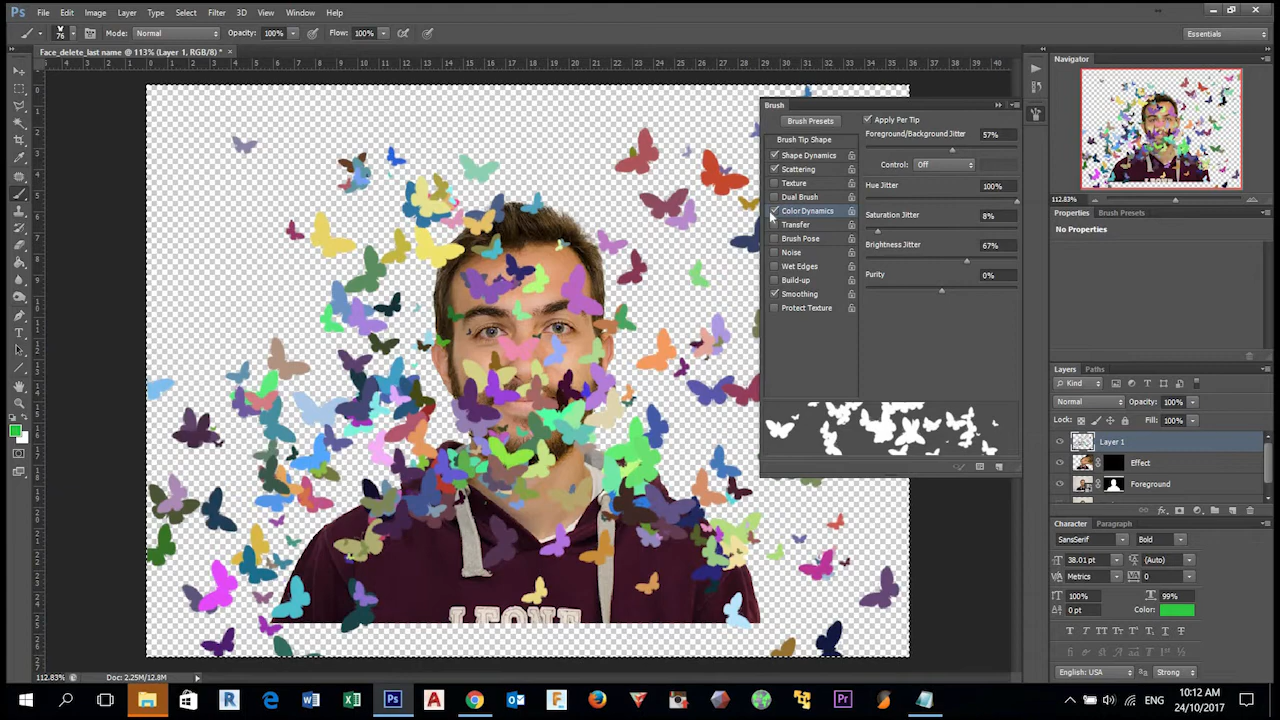 Ps File Edit Image Layer Type Select Filter 3D View Window Help
76 Mode: Normal Opacity: 100% Flow: 100% Essentials
Face_delete_last name @ 113% (Layer 1, RGB/8) * ×
Navigator
112.83%
Properties Brush Presets
No Properties
Brush
Brush Presets
Brush Tip Shape
Shape Dynamics
Scattering
Texture
Dual Brush
Color Dynamics
Transfer
Brush Pose
Noise
Wet Edges
Build-up
Smoothing
Protect Texture
Apply Per Tip
Foreground/Background Jitter 57%
Control: Off
Hue Jitter 100%
Saturation Jitter 8%
Brightness Jitter 67%
Purity 0%
LEONE
Layers Paths
Kind
Normal Opacity: 100%
Lock: Fill: 100%
Layer 1
Effect
Foreground
Character Paragraph
SansSerif Bold
38.01 pt (Auto)
Metrics 0
100% 99%
0 pt Color:
English: USA Strong
112.83% Doc: 2.25M/12.8M
ENG
10:12 AM
24/10/2017